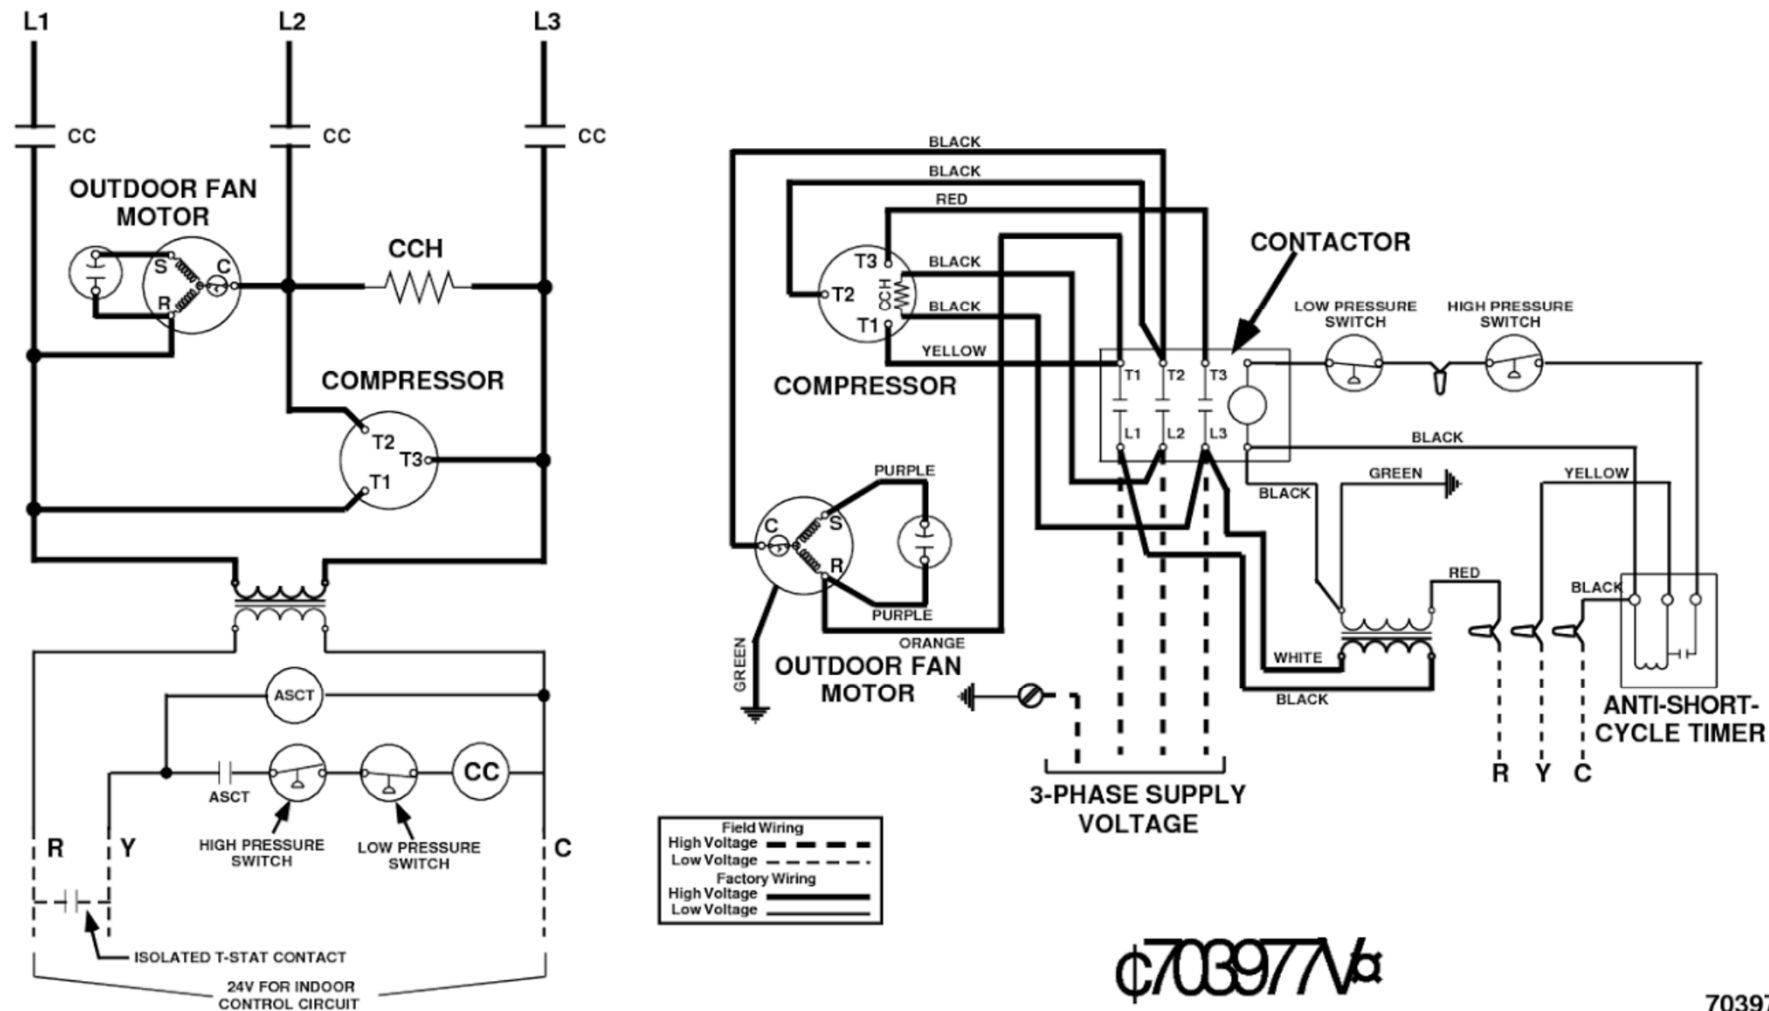 L1
L2
L3
CC
CC
CC
OUTDOOR FAN
MOTOR
S
C
R
CCH
COMPRESSOR
T2
T3
T1
ASCT
ASCT
CC
HIGH PRESSURE
SWITCH
LOW PRESSURE
SWITCH
R
Y
C
ISOLATED T-STAT CONTACT
24V FOR INDOOR
CONTROL CIRCUIT
BLACK
BLACK
RED
T3
BLACK
T2
CCH
BLACK
T1
YELLOW
COMPRESSOR
CONTACTOR
T1
T2
T3
L1
L2
L3
LOW PRESSURE
SWITCH
HIGH PRESSURE
SWITCH
BLACK
GREEN
YELLOW
BLACK
PURPLE
C
S
R
PURPLE
ORANGE
GREEN
OUTDOOR FAN
MOTOR
RED
BLACK
WHITE
BLACK
ANTI-SHORT-
CYCLE TIMER
R
Y
C
3-PHASE SUPPLY
VOLTAGE
Field Wiring
High Voltage
Low Voltage
Factory Wiring
High Voltage
Low Voltage
¢703977V¤
70397